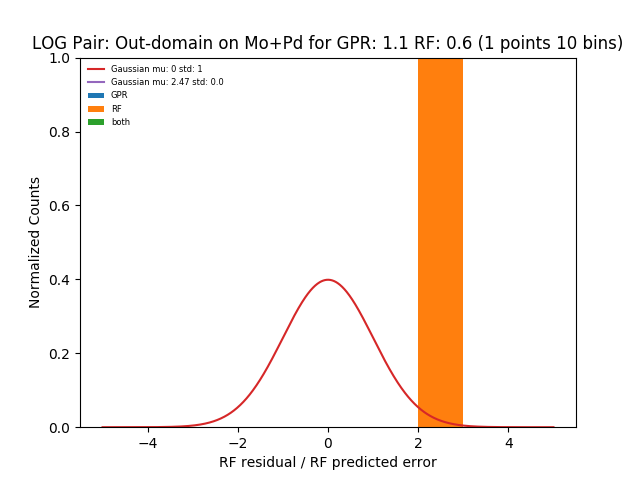 LOG Pair: Out-domain on Mo+Pd for GPR: 1.1 RF: 0.6 (1 points 10 bins)
Gaussian mu: 0 std: 1
Gaussian mu: 2.47 std: 0.0
GPR
RF
both
1.0
0.8
0.6
0.4
0.2
0.0
Normalized Counts
−4
−2
0
2
4
RF residual / RF predicted error